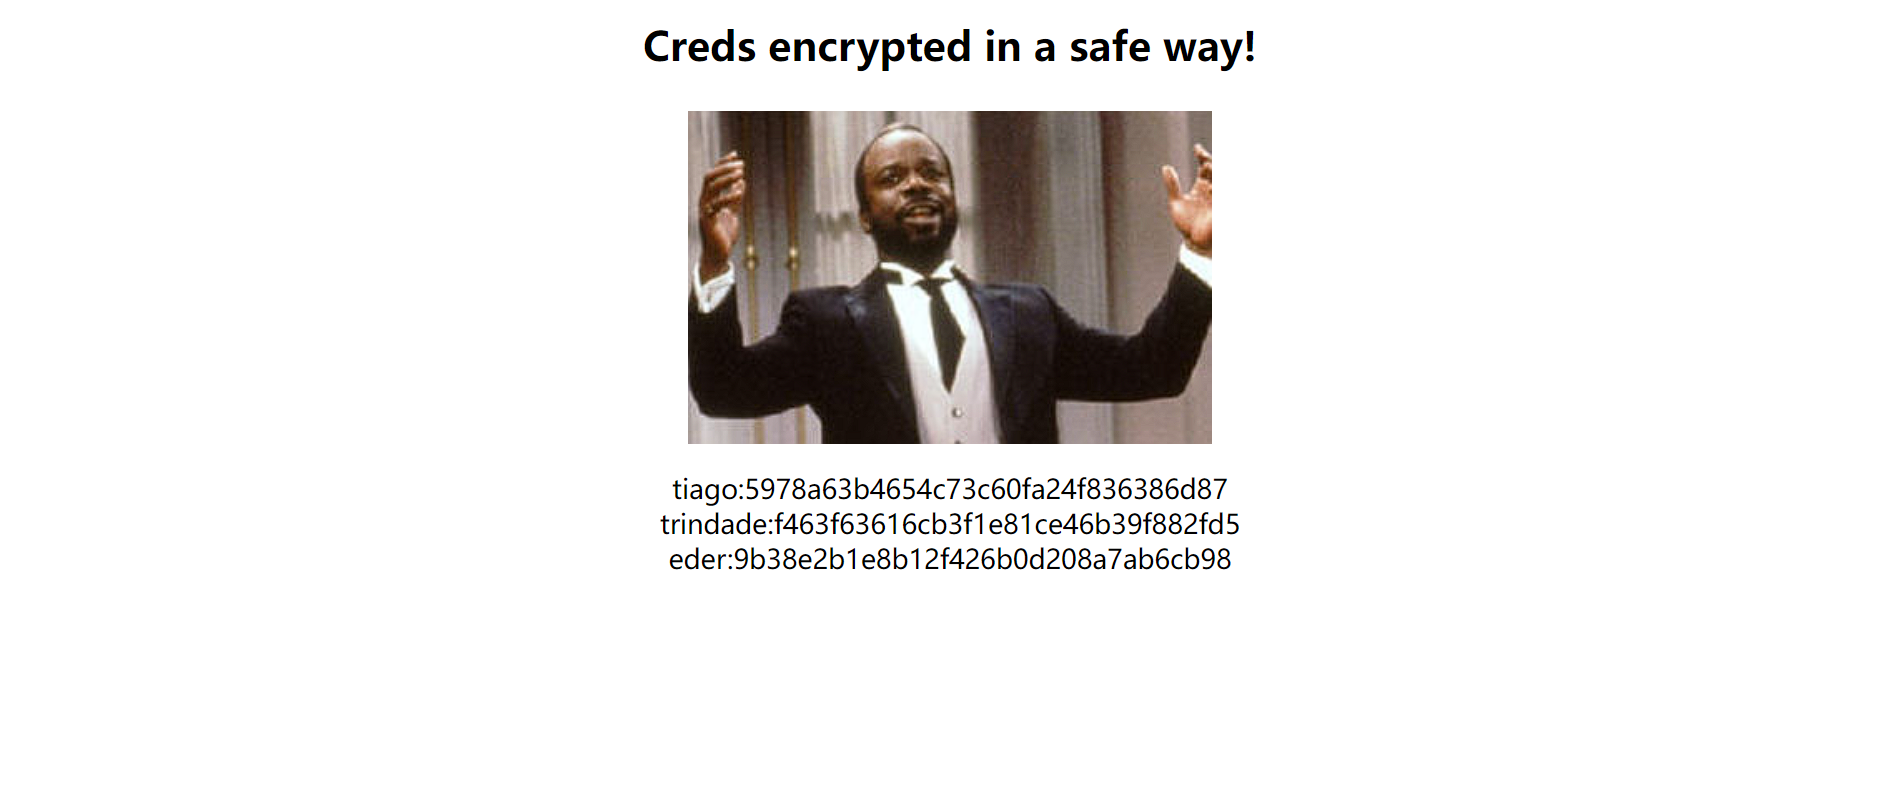 Creds encrypted in a safe way!
tiago:5978a63b4654c73c60fa24f836386d87
trindade:f463f63616cb3f1e81ce46b39f882fd5
eder:9b38e2b1e8b12f426b0d208a7ab6cb98